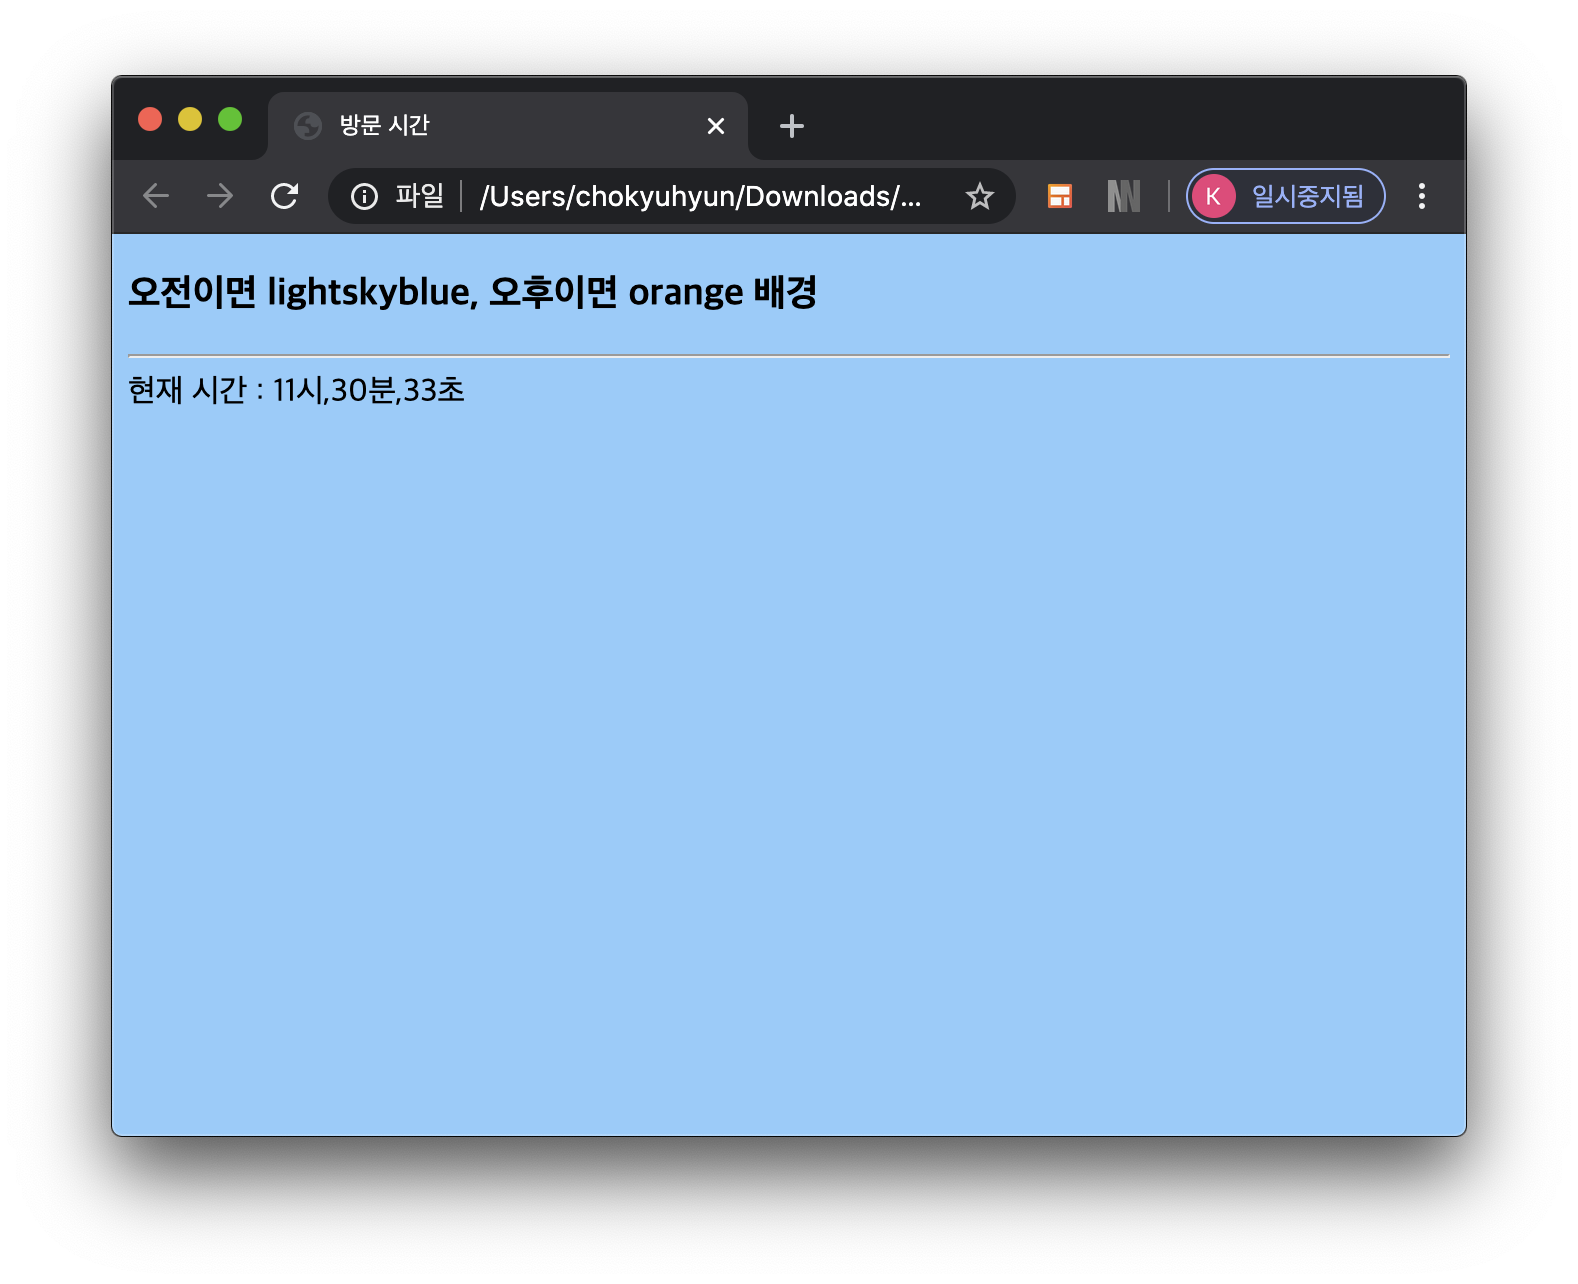 방문 시간
파일 /Users/chokyuhyun/Downloads/...
K 일시중지됨
오전이면 lightskyblue, 오후이면 orange 배경
현재 시간 : 11시,30분,33초